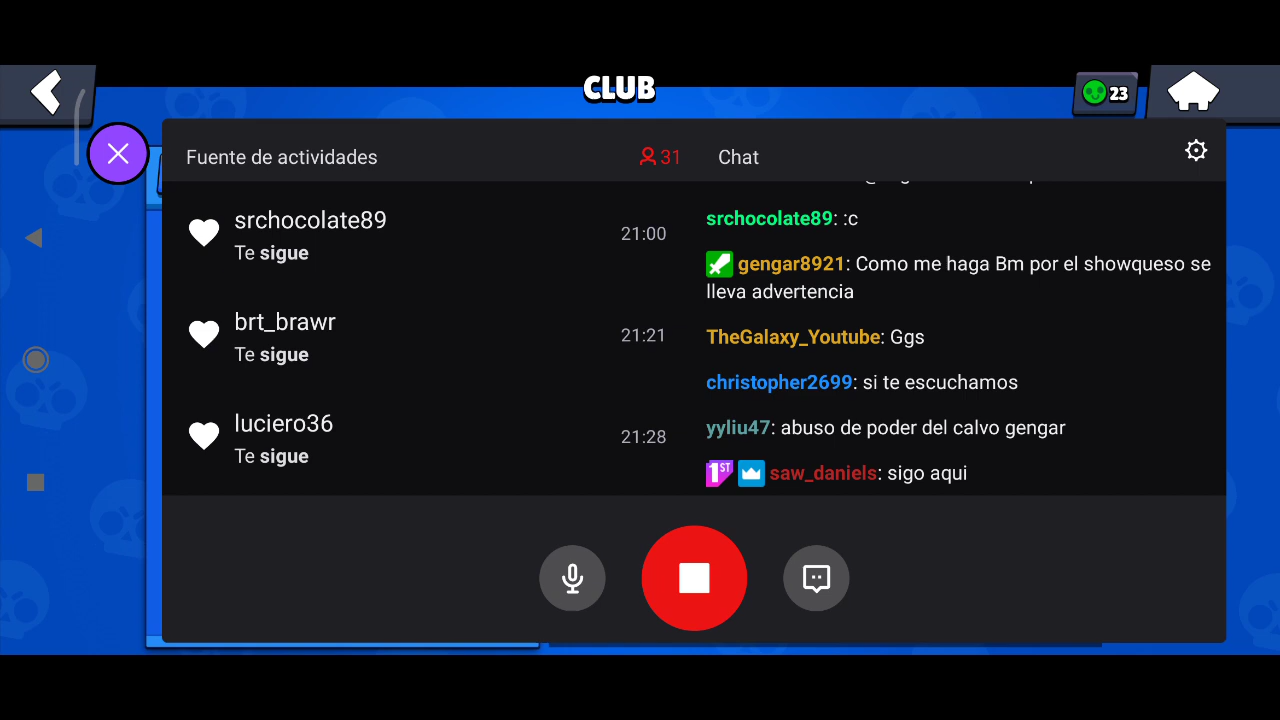 CLUB
23
Fuente de actividades
31
Chat
srchocolate89
Te sigue
21:00
brt_brawr
Te sigue
21:21
luciero36
Te sigue
21:28
srchocolate89: :c
gengar8921: Como me haga Bm por el showqueso se
lleva advertencia
TheGalaxy_Youtube: Ggs
christopher2699: si te escuchamos
yyliu47: abuso de poder del calvo gengar
1ST saw_daniels: sigo aqui